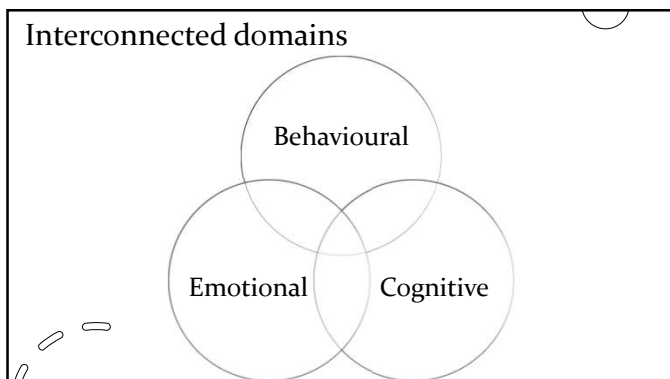 Interconnected domains
Behavioural
Emotional
Cognitive